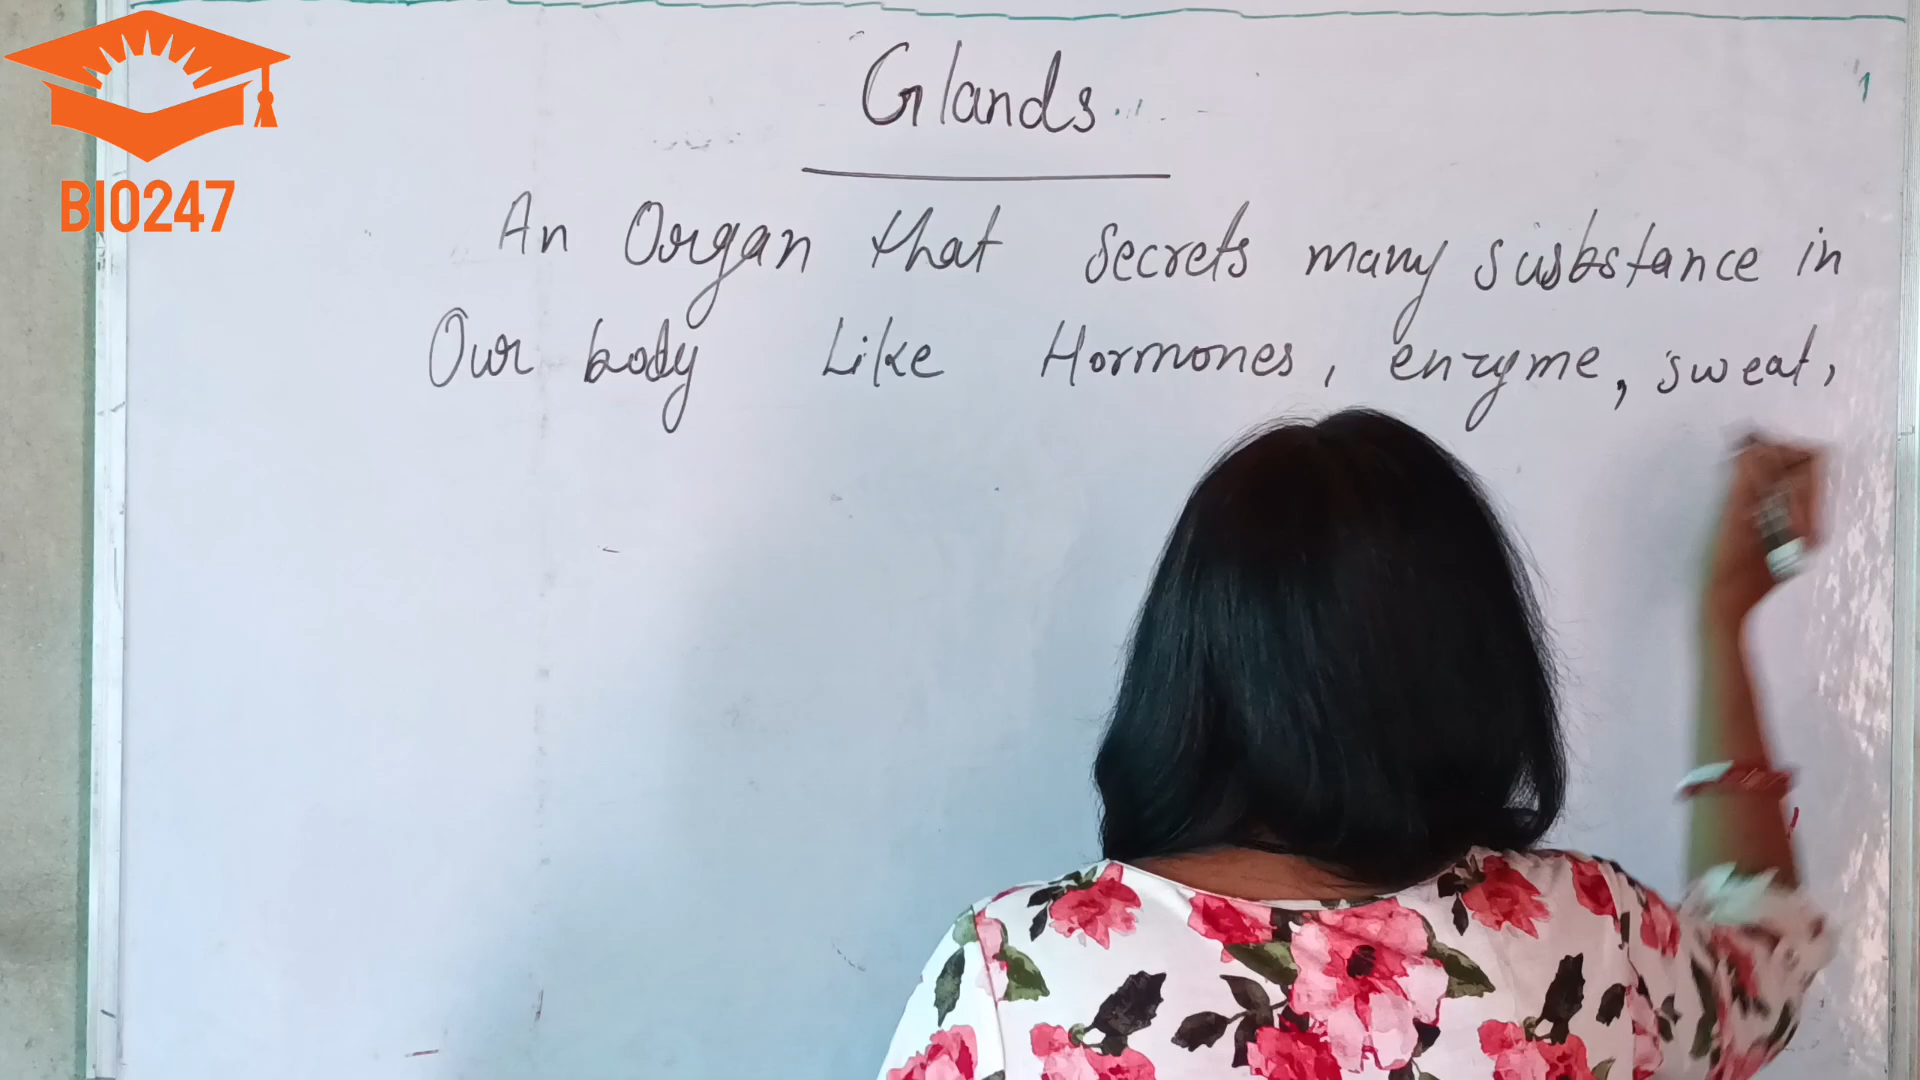 BIO247
Glands
An Organ that secrets many susbstance in
Our body Like Hormones, enzyme, sweat,